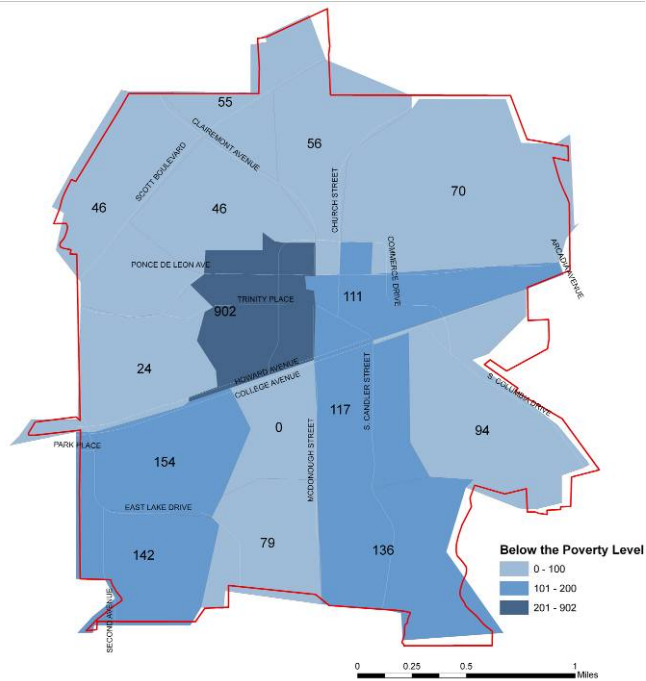 55
CLAIREMONT AVENUE
56
SCOTT BOULEVARD
CHURCH STREET
70
46
46
PONCE DE LEON AVE
COMMERCE DRIVE
ARCADIA AVENUE
TRINITY PLACE
111
902
24
HOWARD AVENUE
COLLEGE AVENUE
S. CANDLER STREET
S. COLUMBIA DRIVE
117
0
94
PARK PLACE
MCDONOUGH STREET
154
EAST LAKE DRIVE
142
79
136
SECOND AVENUE
Below the Poverty Level
0 - 100
101 - 200
201 - 902
0 0.25 0.5 1
Miles